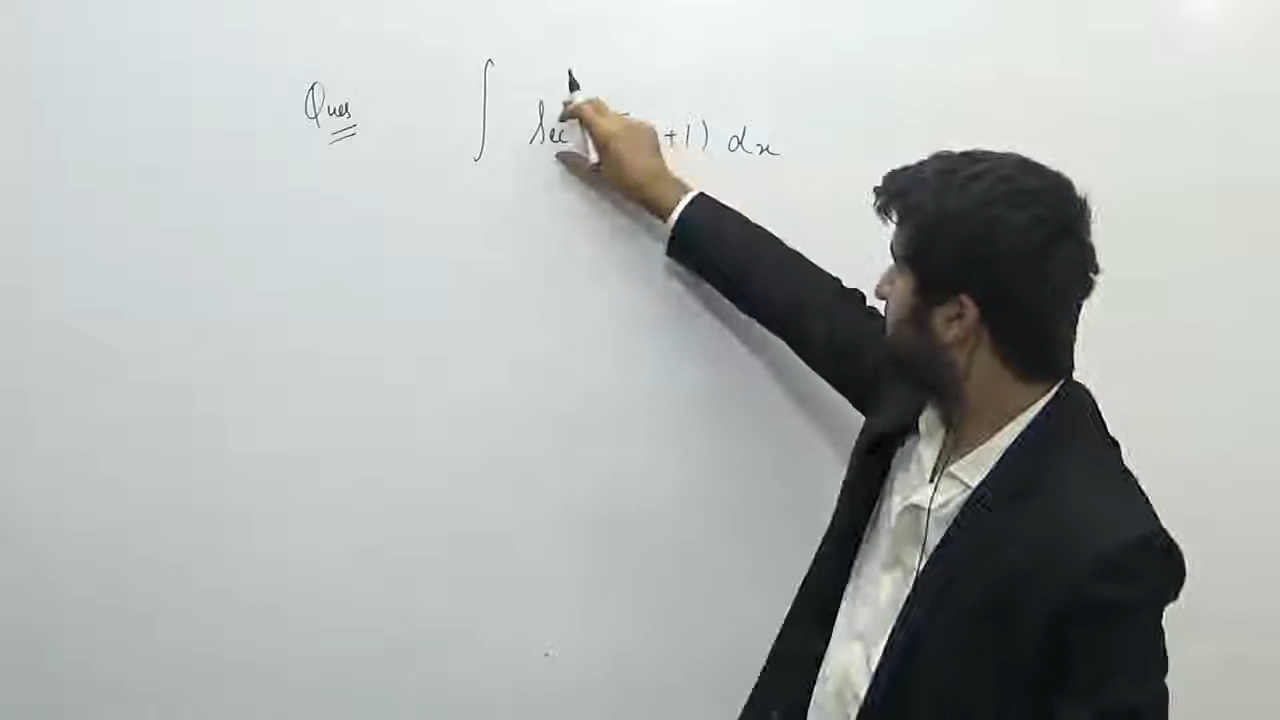 Ques ∫ sec +1) dx